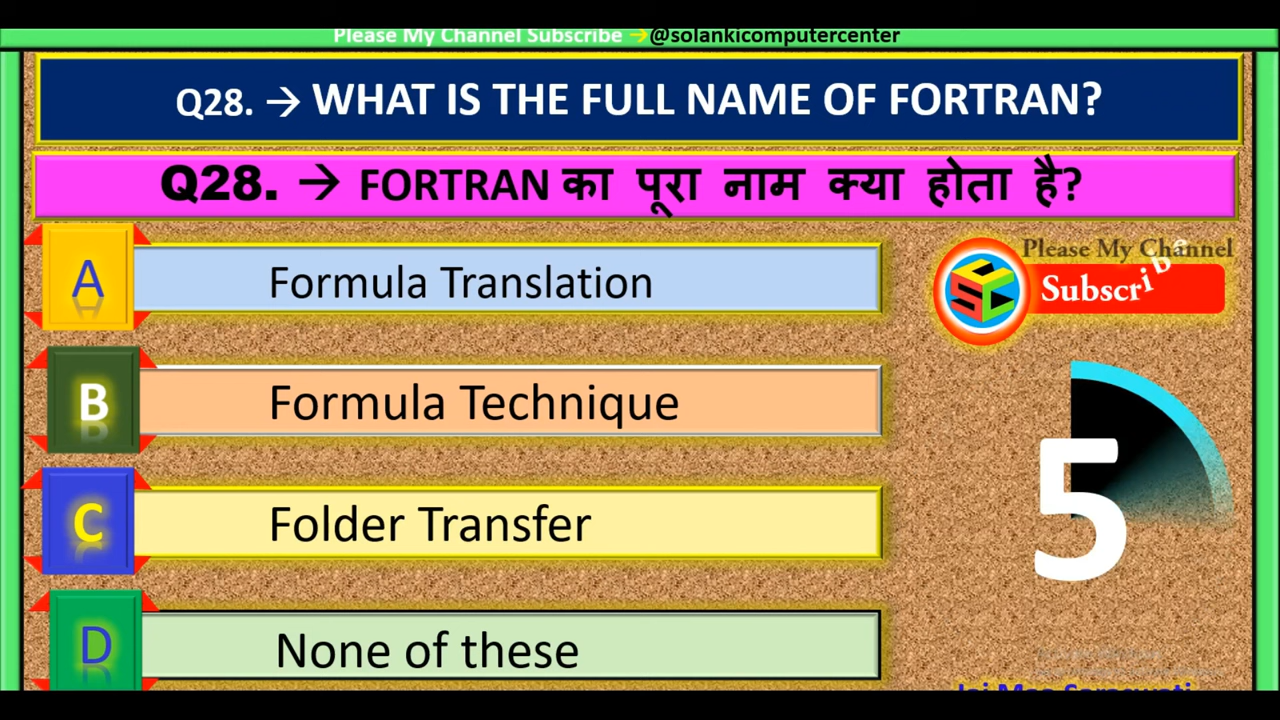 Please My Channel Subscribe →@solankicomputercenter
Q28. → WHAT IS THE FULL NAME OF FORTRAN?
Q28. → FORTRAN का पूरा नाम क्या होता है?
A Formula Translation
Please My Channel
Subscribe
B Formula Technique
5
C Folder Transfer
D None of these